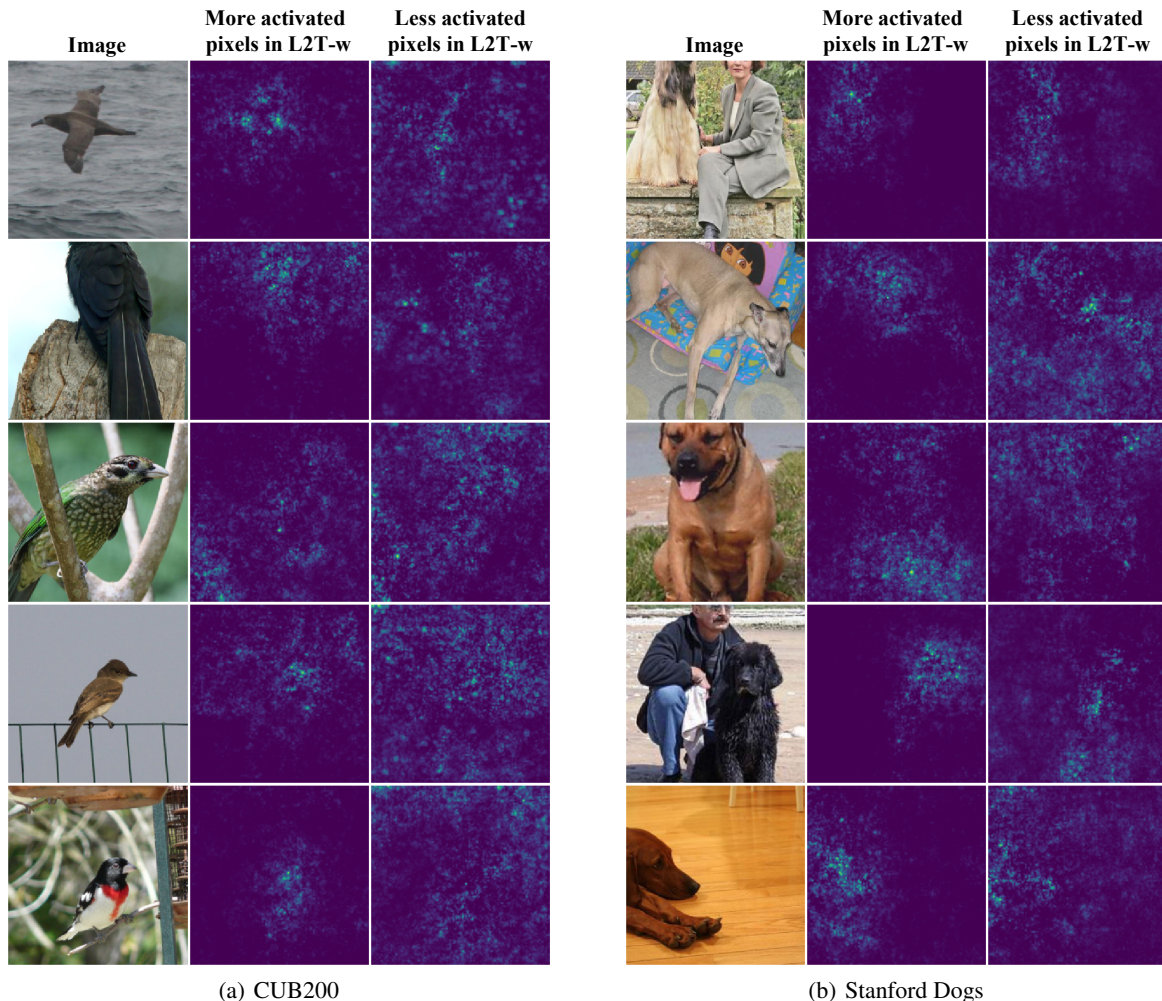 Image
More activated
pixels in L2T-w
Less activated
pixels in L2T-w
Image
More activated
pixels in L2T-w
Less activated
pixels in L2T-w
(a) CUB200
(b) Stanford Dogs